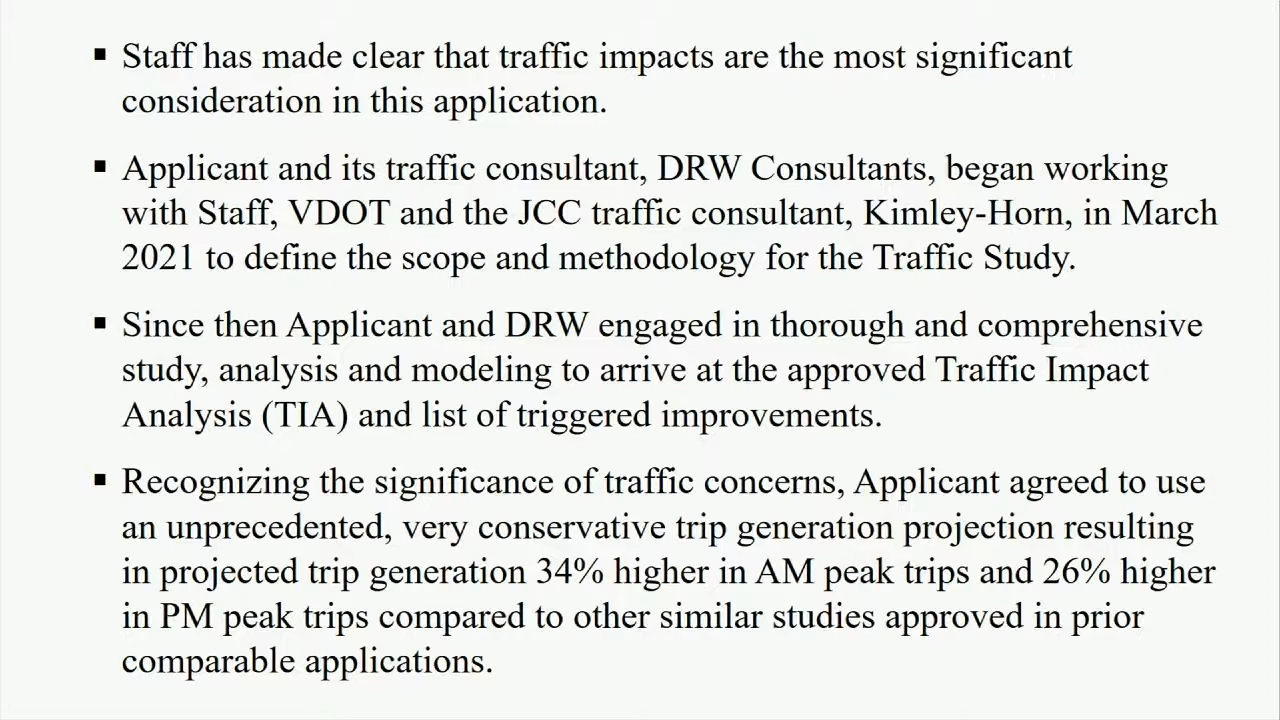 ▪ Staff has made clear that traffic impacts are the most significant
consideration in this application.
▪ Applicant and its traffic consultant, DRW Consultants, began working
with Staff, VDOT and the JCC traffic consultant, Kimley-Horn, in March
2021 to define the scope and methodology for the Traffic Study.
▪ Since then Applicant and DRW engaged in thorough and comprehensive
study, analysis and modeling to arrive at the approved Traffic Impact
Analysis (TIA) and list of triggered improvements.
▪ Recognizing the significance of traffic concerns, Applicant agreed to use
an unprecedented, very conservative trip generation projection resulting
in projected trip generation 34% higher in AM peak trips and 26% higher
in PM peak trips compared to other similar studies approved in prior
comparable applications.